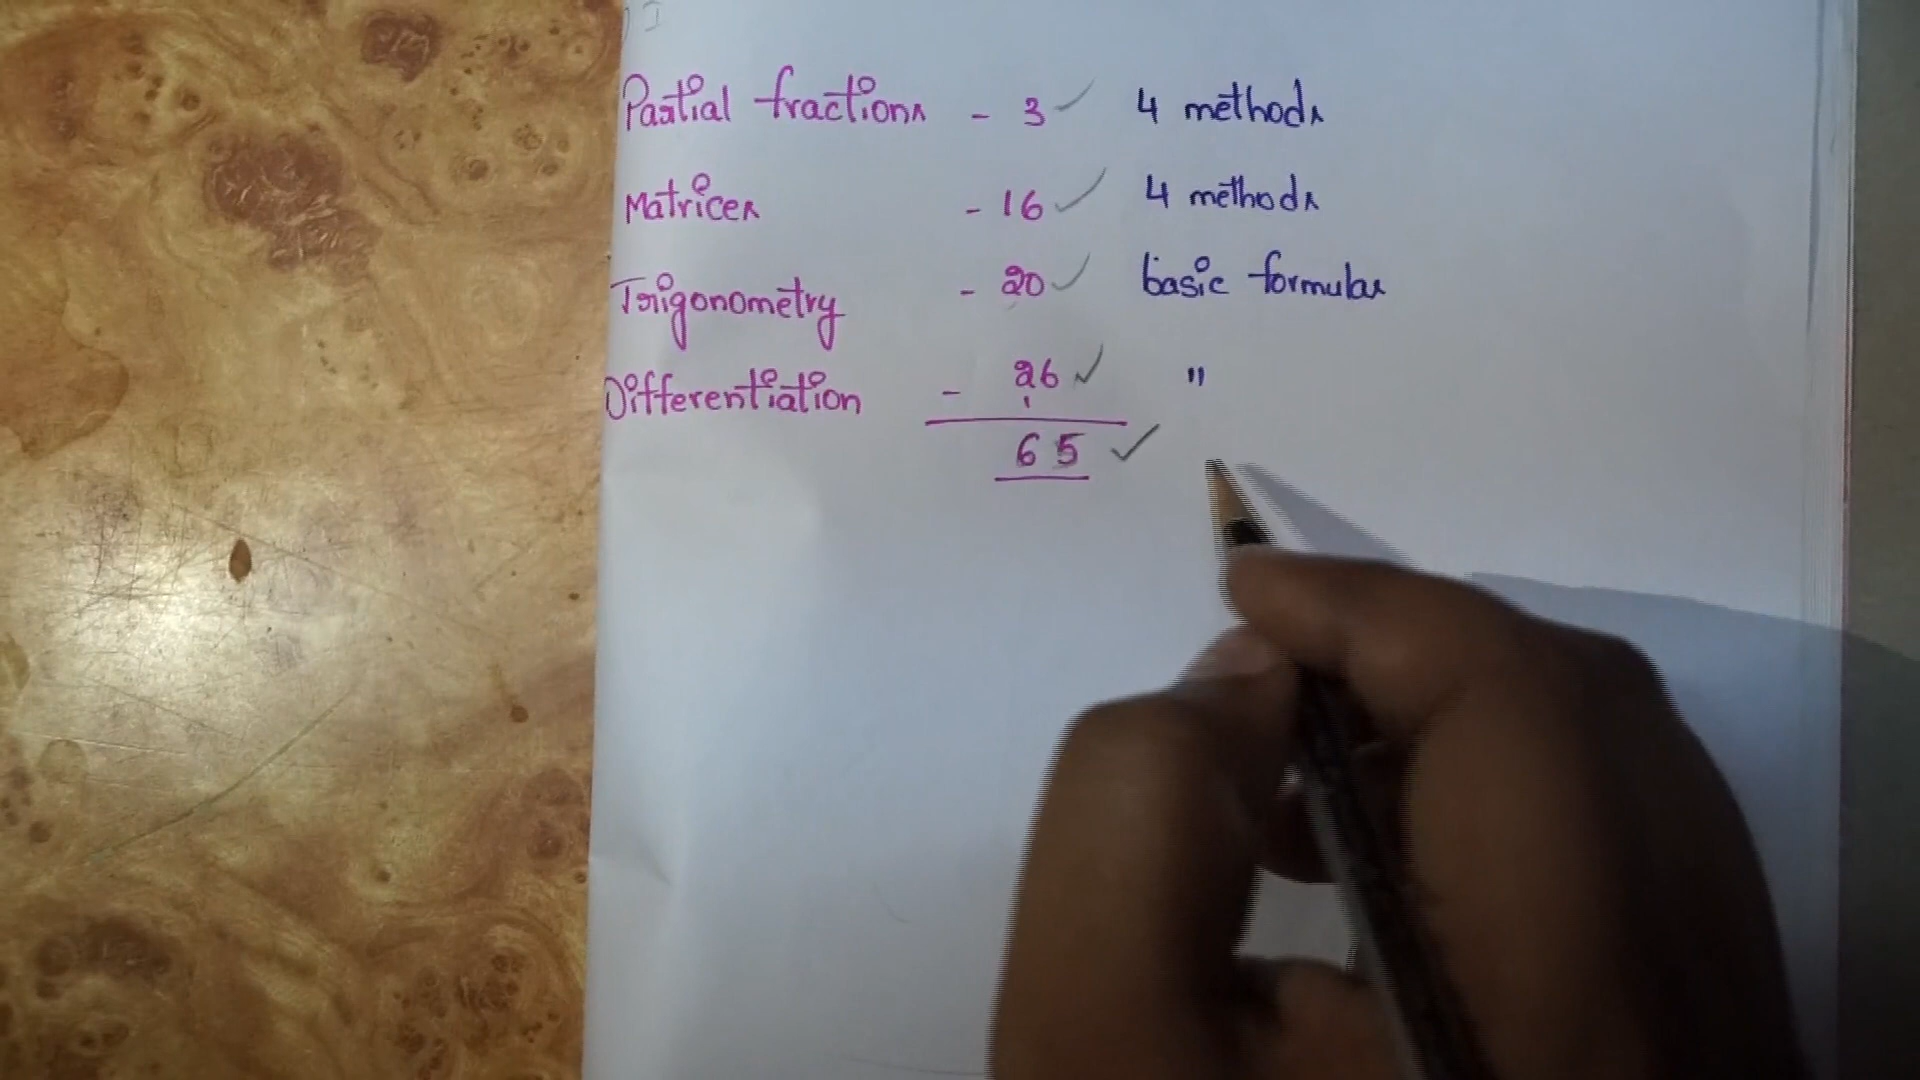 Partial fractions - 3 ✓ 4 methods
Matrices - 16 ✓ 4 methods
Trigonometry - 20 ✓ basic formulas
Differentiation - 26 ✓ "
65 ✓